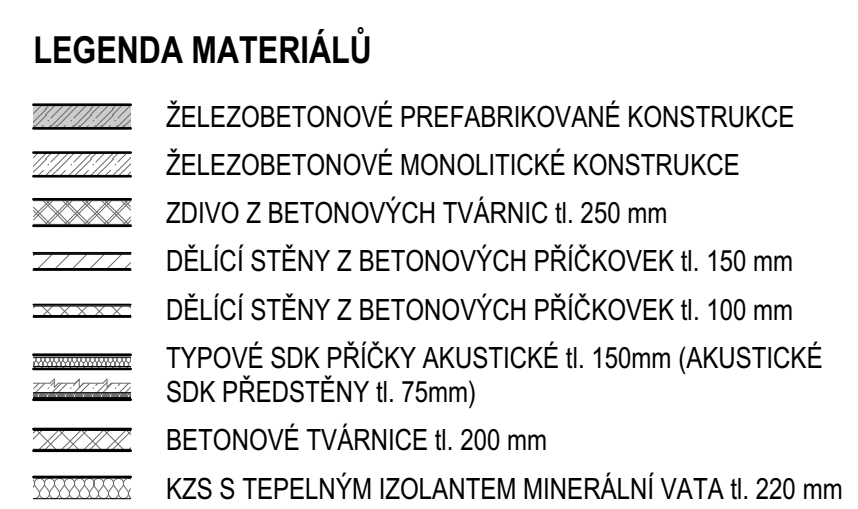 LEGENDA MATERIÁLŮ
ŽELEZOBETONOVÉ PREFABRIKOVANÉ KONSTRUKCE
ŽELEZOBETONOVÉ MONOLITICKÉ KONSTRUKCE
ZDIVO Z BETONOVÝCH TVÁRNIC tl. 250 mm
DĚLÍCÍ STĚNY Z BETONOVÝCH PŘÍČKOVEK tl. 150 mm
DĚLÍCÍ STĚNY Z BETONOVÝCH PŘÍČKOVEK tl. 100 mm
TYPOVÉ SDK PŘÍČKY AKUSTICKÉ tl. 150mm (AKUSTICKÉ
SDK PŘEDSTĚNY tl. 75mm)
BETONOVÉ TVÁRNICE tl. 200 mm
KZS S TEPELNÝM IZOLANTEM MINERÁLNÍ VATA tl. 220 mm